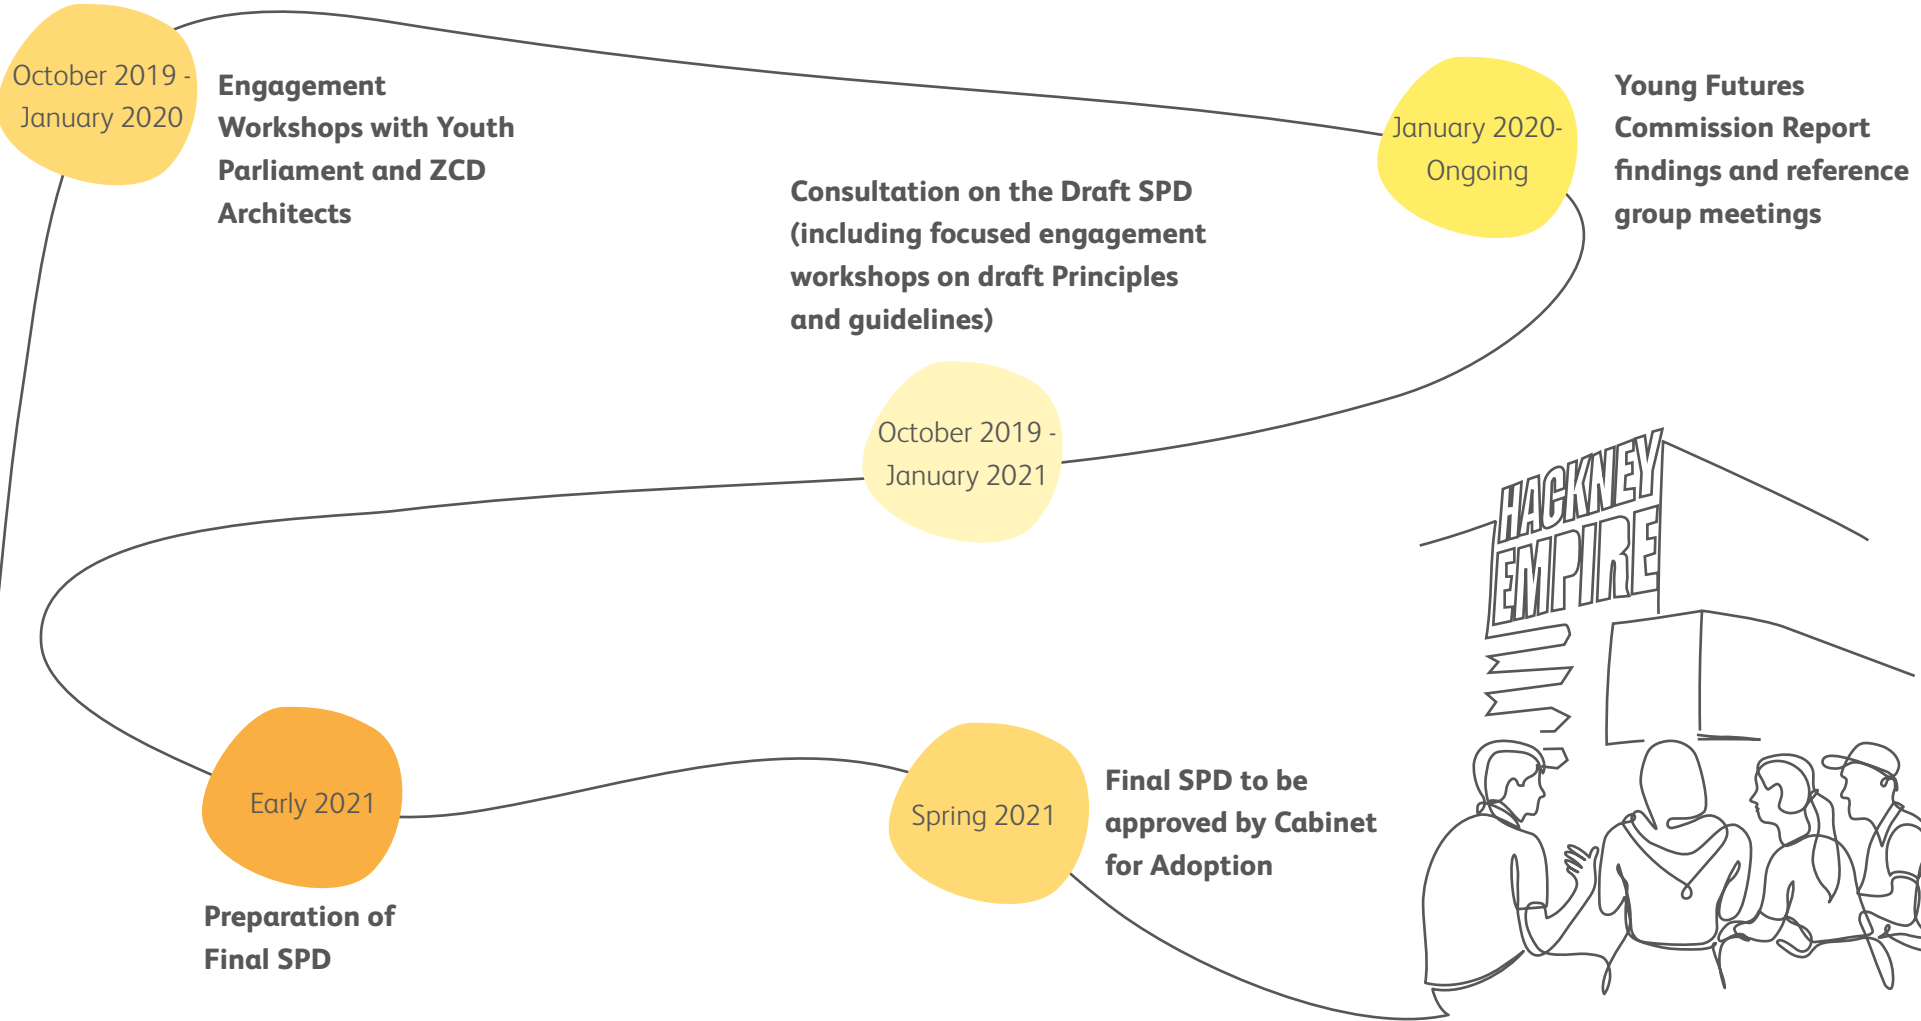 October 2019 -
January 2020
Engagement
Workshops with Youth
Parliament and ZCD
Architects
January 2020-
Ongoing
Young Futures
Commission Report
findings and reference
group meetings
Consultation on the Draft SPD
(including focused engagement
workshops on draft Principles
and guidelines)
October 2019 -
January 2021
Early 2021
Preparation of
Final SPD
Spring 2021
Final SPD to be
approved by Cabinet
for Adoption
HACKNEY
EMPIRE